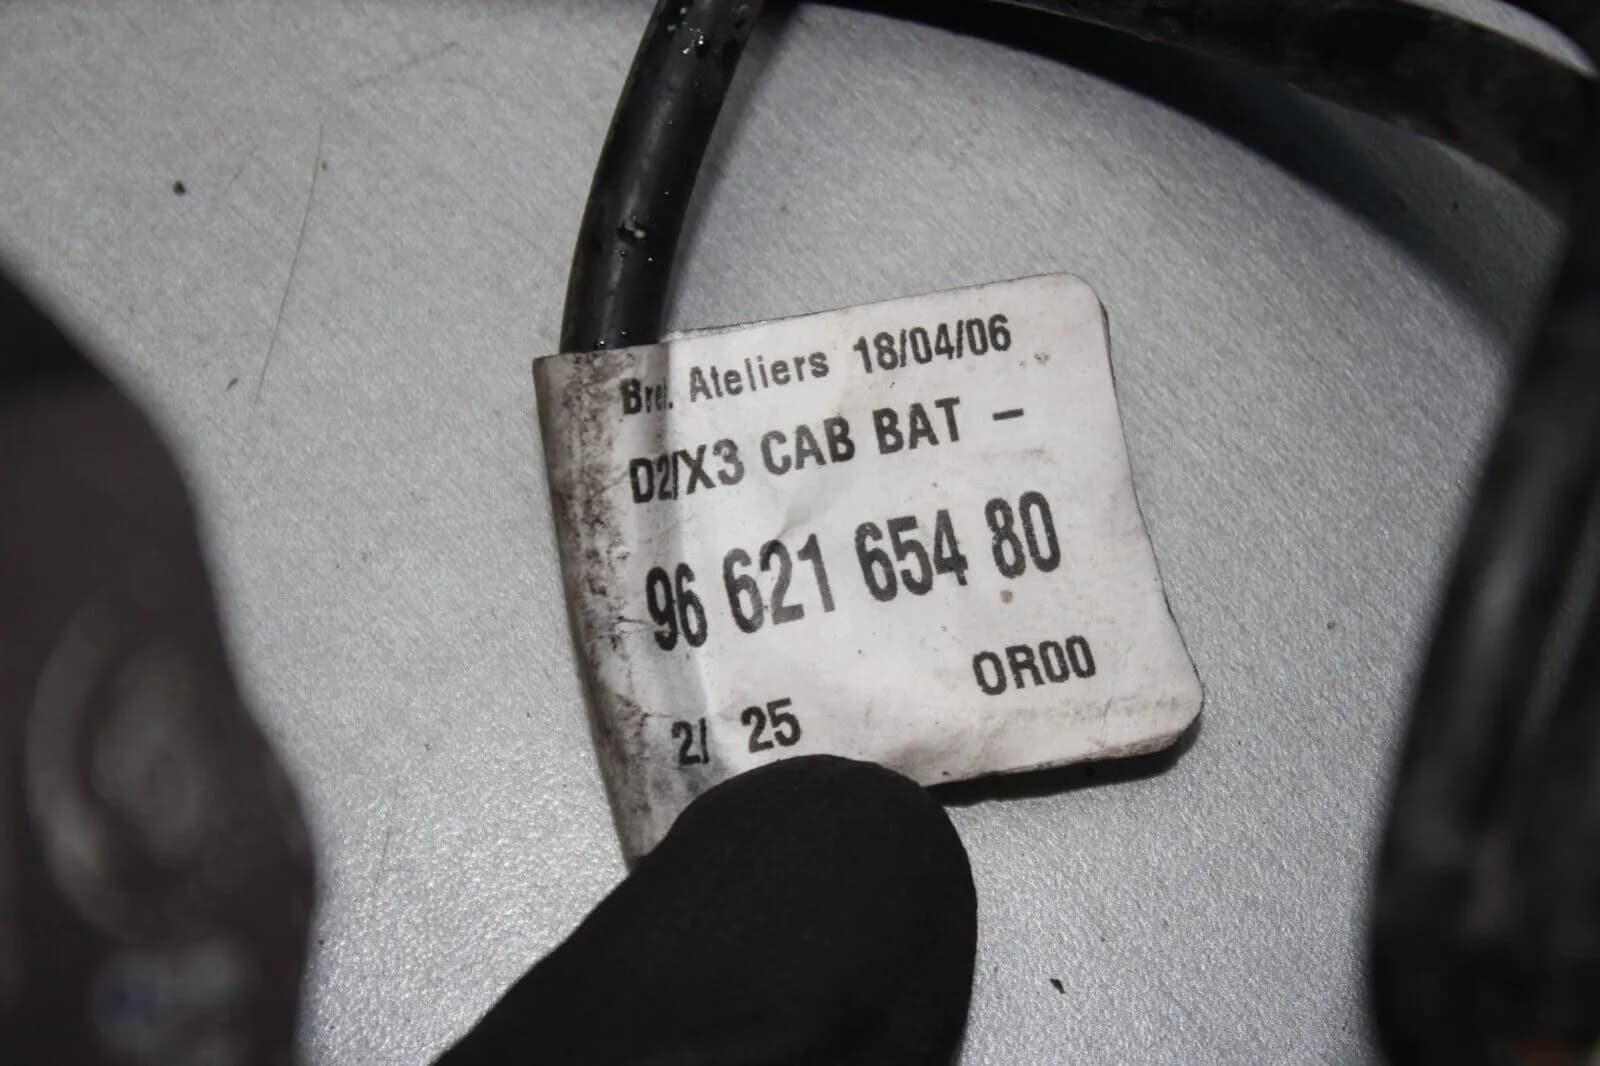 Ateliers 18/04/06
D2/X3 CAB BAT -
96 621 654 80
OR00
2/ 25